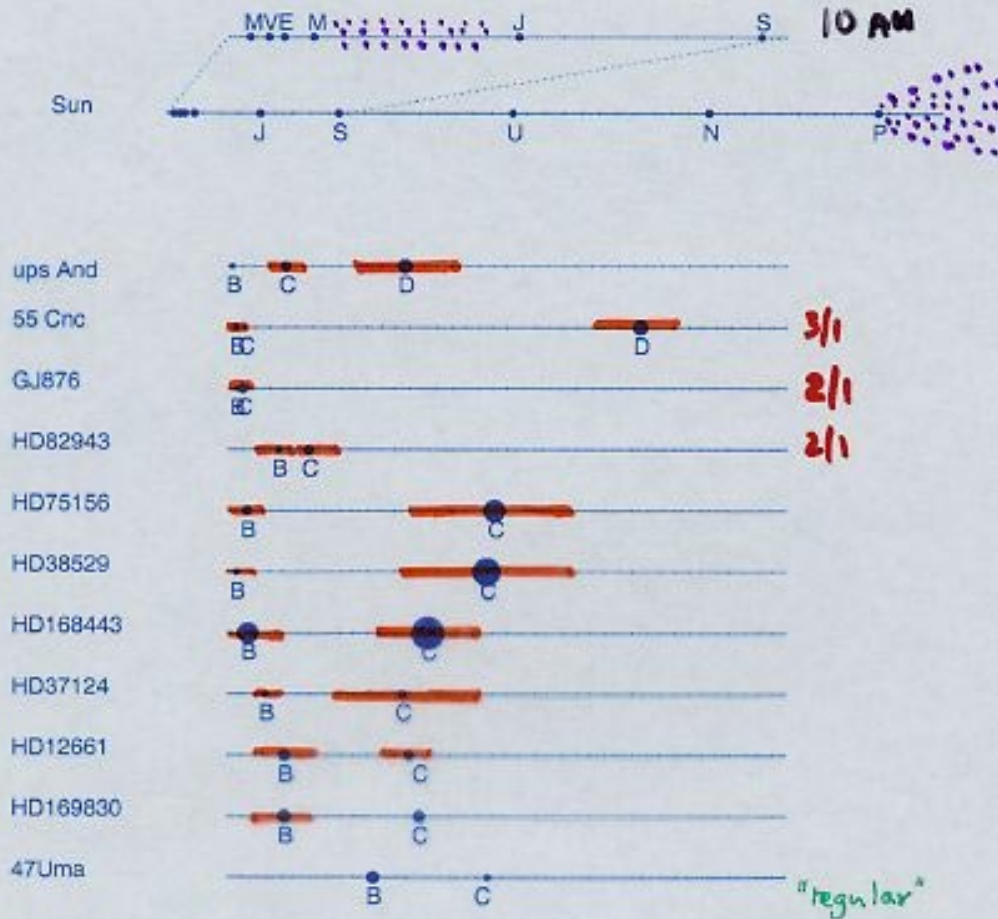 MVE M J S 10 AU
Sun
J S U N P
ups And
B C D
55 Cnc 3/1
BC D
GJ876 2/1
BC
HD82943 2/1
B C
HD75156
B C
HD38529
B C
HD168443
B C
HD37124
B C
HD12661
B C
HD169830
B C
47Uma
B C "regular"